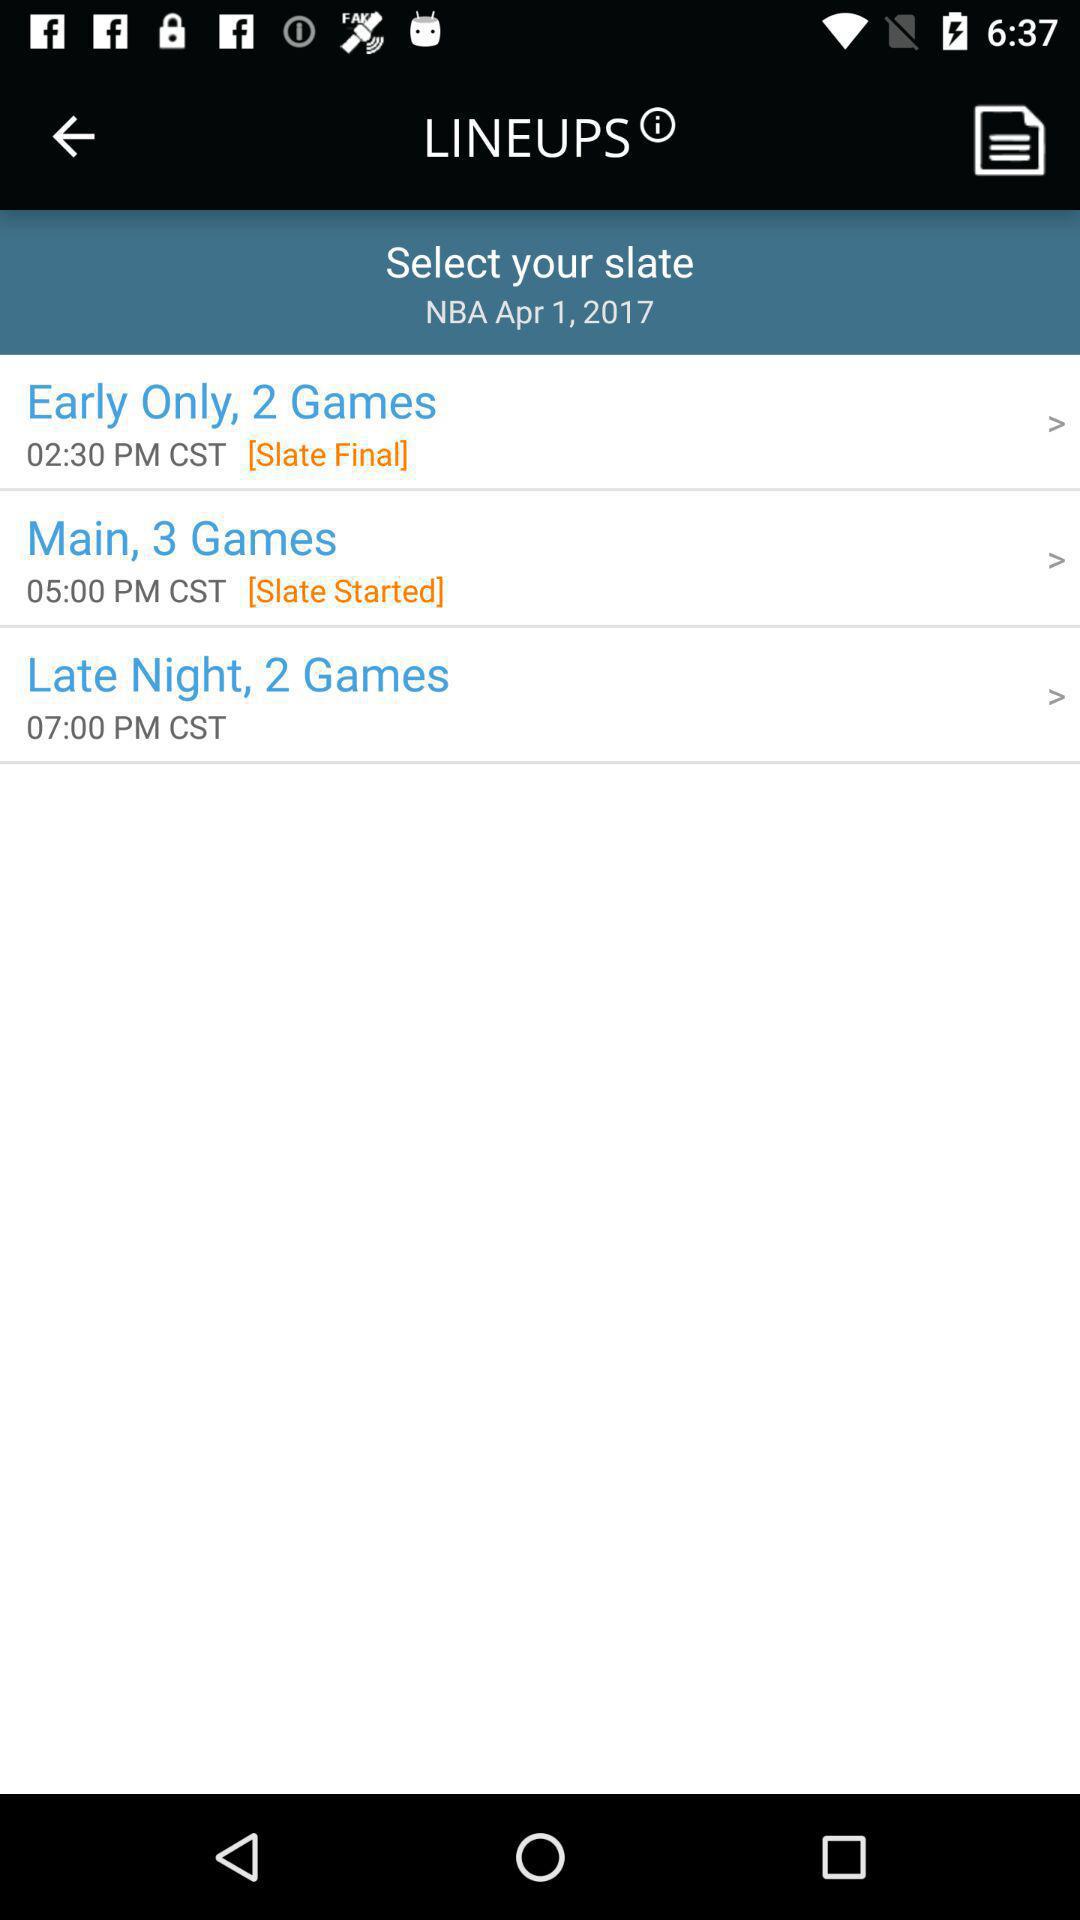 FAKE
6:37
LINEUPS
Select your slate
NBA Apr 1, 2017
Early Only, 2 Games
>
02:30 PM CST [Slate Final]
Main, 3 Games
>
05:00 PM CST [Slate Started]
Late Night, 2 Games
>
07:00 PM CST